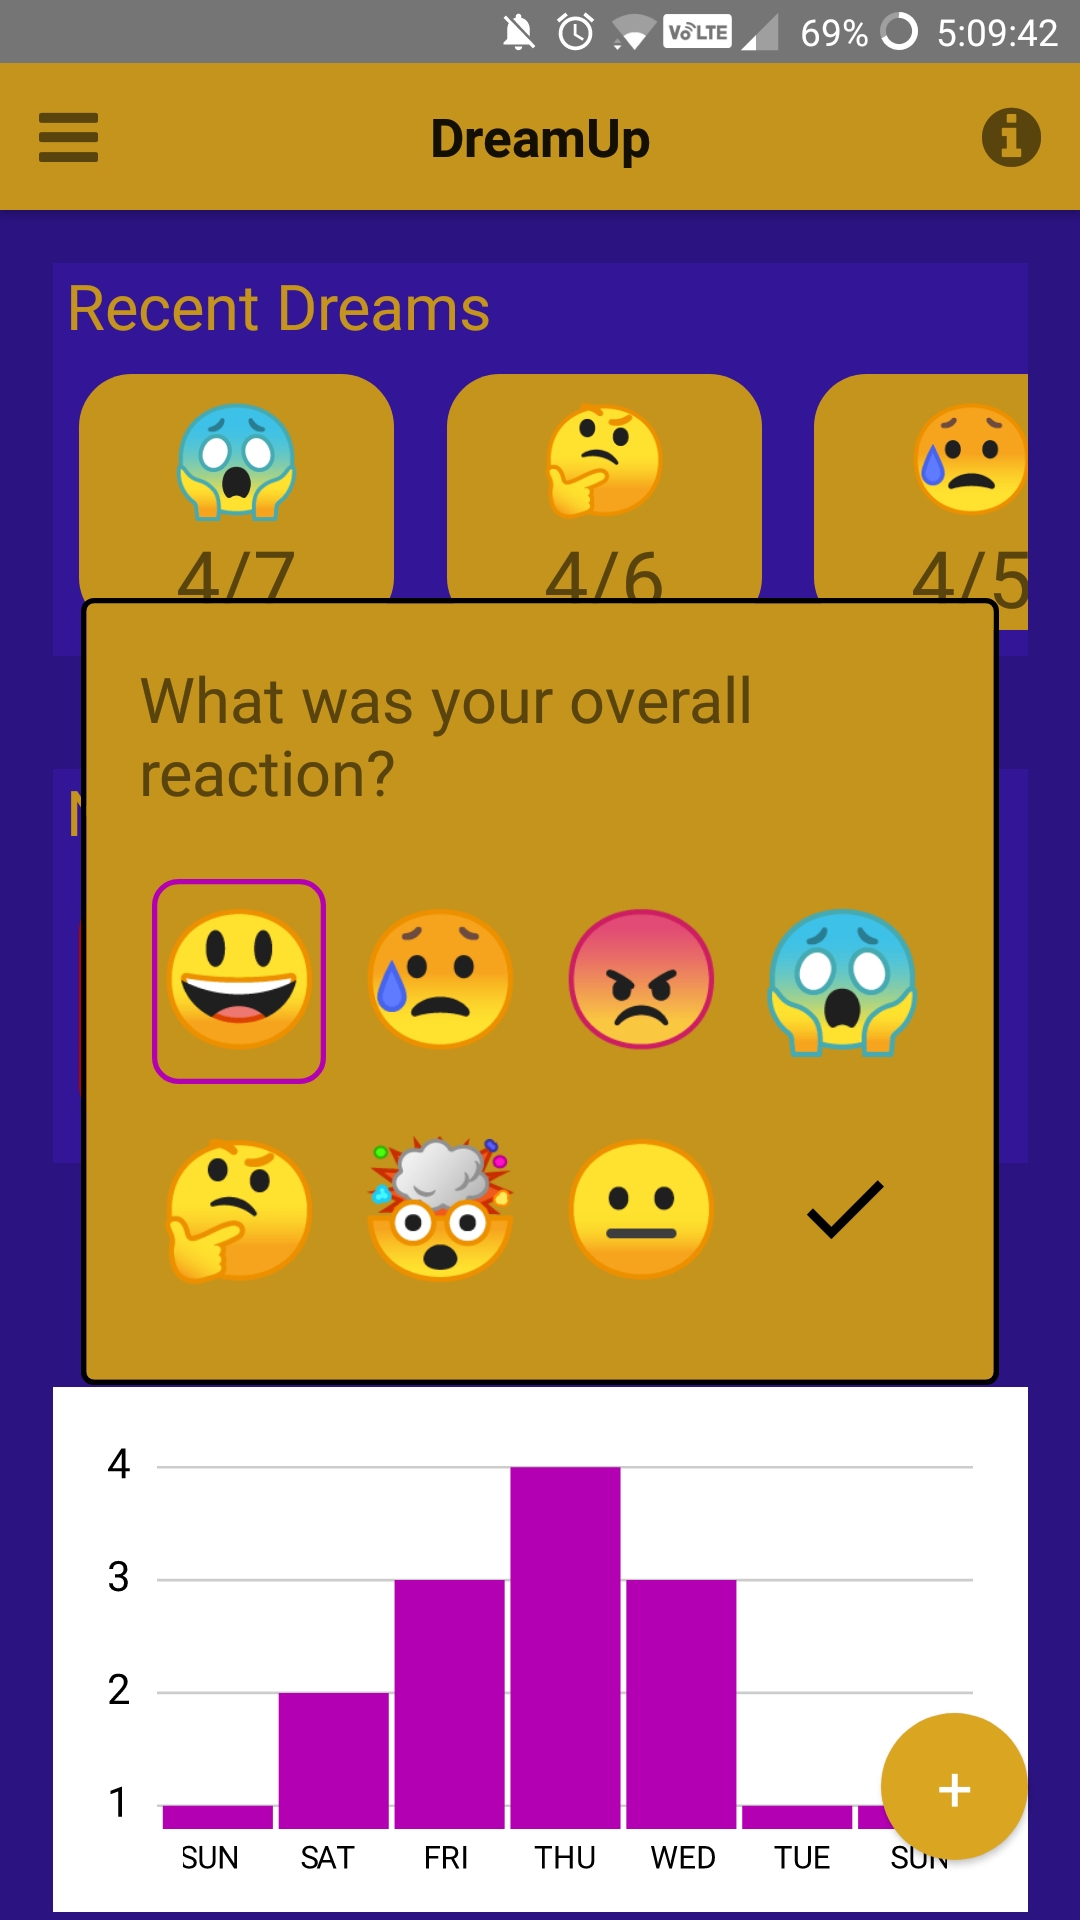 VoLTE 69% 5:09:42
DreamUp
Recent Dreams
4/7 4/6 4/5
What was your overall
reaction?
4
3
2
1
SUN SAT FRI THU WED TUE SUN